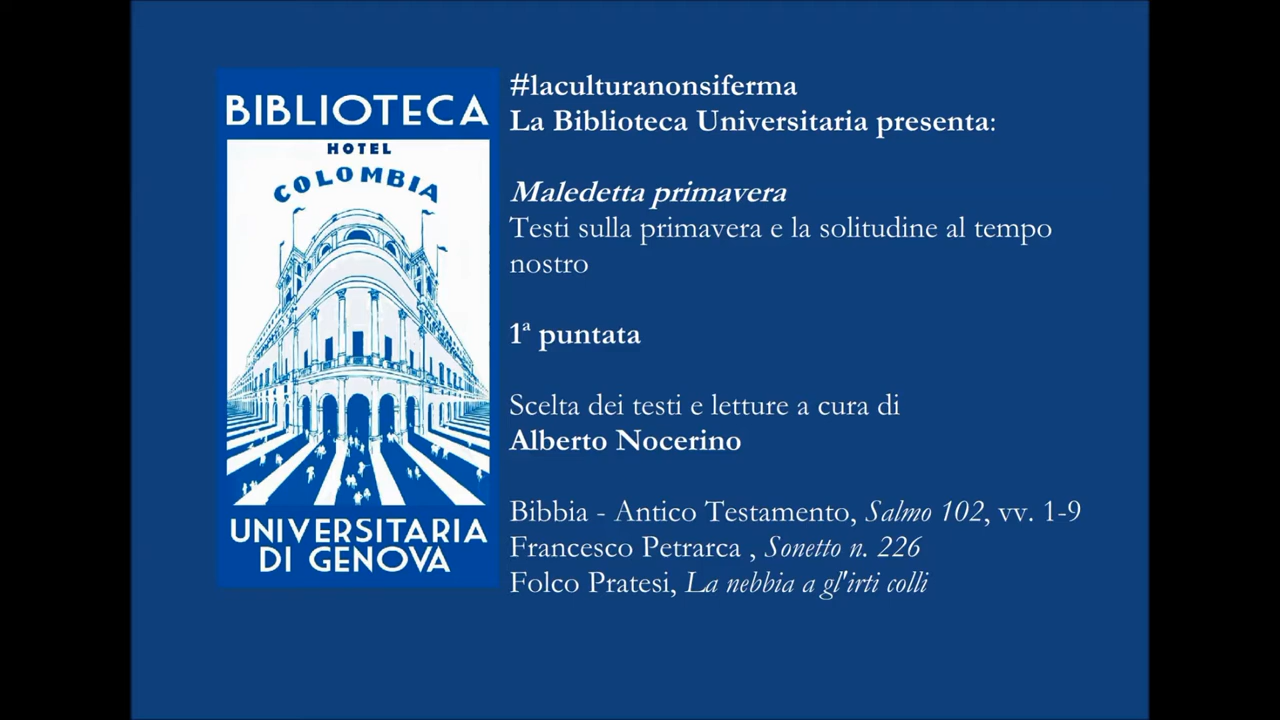 BIBLIOTECA
HOTEL
COLOMBIA
UNIVERSITARIA
DI GENOVA
#laculturanonsiferma
La Biblioteca Universitaria presenta:
Maledetta primavera
Testi sulla primavera e la solitudine al tempo
nostro
1ª puntata
Scelta dei testi e letture a cura di
Alberto Nocerino
Bibbia - Antico Testamento, Salmo 102, vv. 1-9
Francesco Petrarca , Sonetto n. 226
Folco Pratesi, La nebbia a gl'irti colli